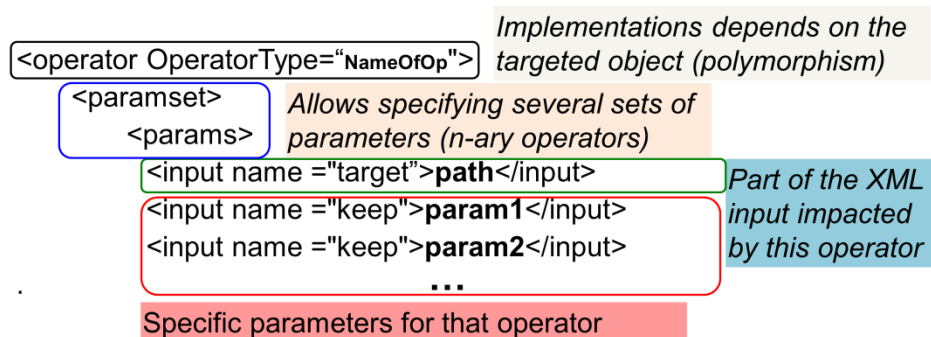 Implementations depends on the
<operator OperatorType=“NameOfOp"> targeted object (polymorphism)
<paramset> Allows specifying several sets of
<params> parameters (n-ary operators)
<input name ="target”>path</input> Part of the XML
<input name ="keep">param1</input> input impacted
<input name ="keep">param2</input> by this operator
. ...
Specific parameters for that operator